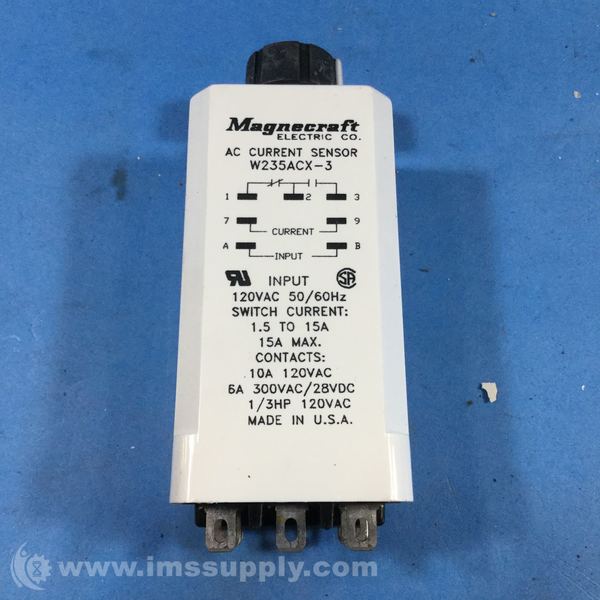 Magnecraft
ELECTRIC CO.
AC CURRENT SENSOR
W235ACX-3
1 2 3
7 CURRENT 9
A INPUT B
INPUT
120VAC 50/60Hz
SWITCH CURRENT:
1.5 TO 15A
15A MAX.
CONTACTS:
10A 120VAC
6A 300VAC/28VDC
1/3HP 120VAC
MADE IN U.S.A.
www.imssupply.com